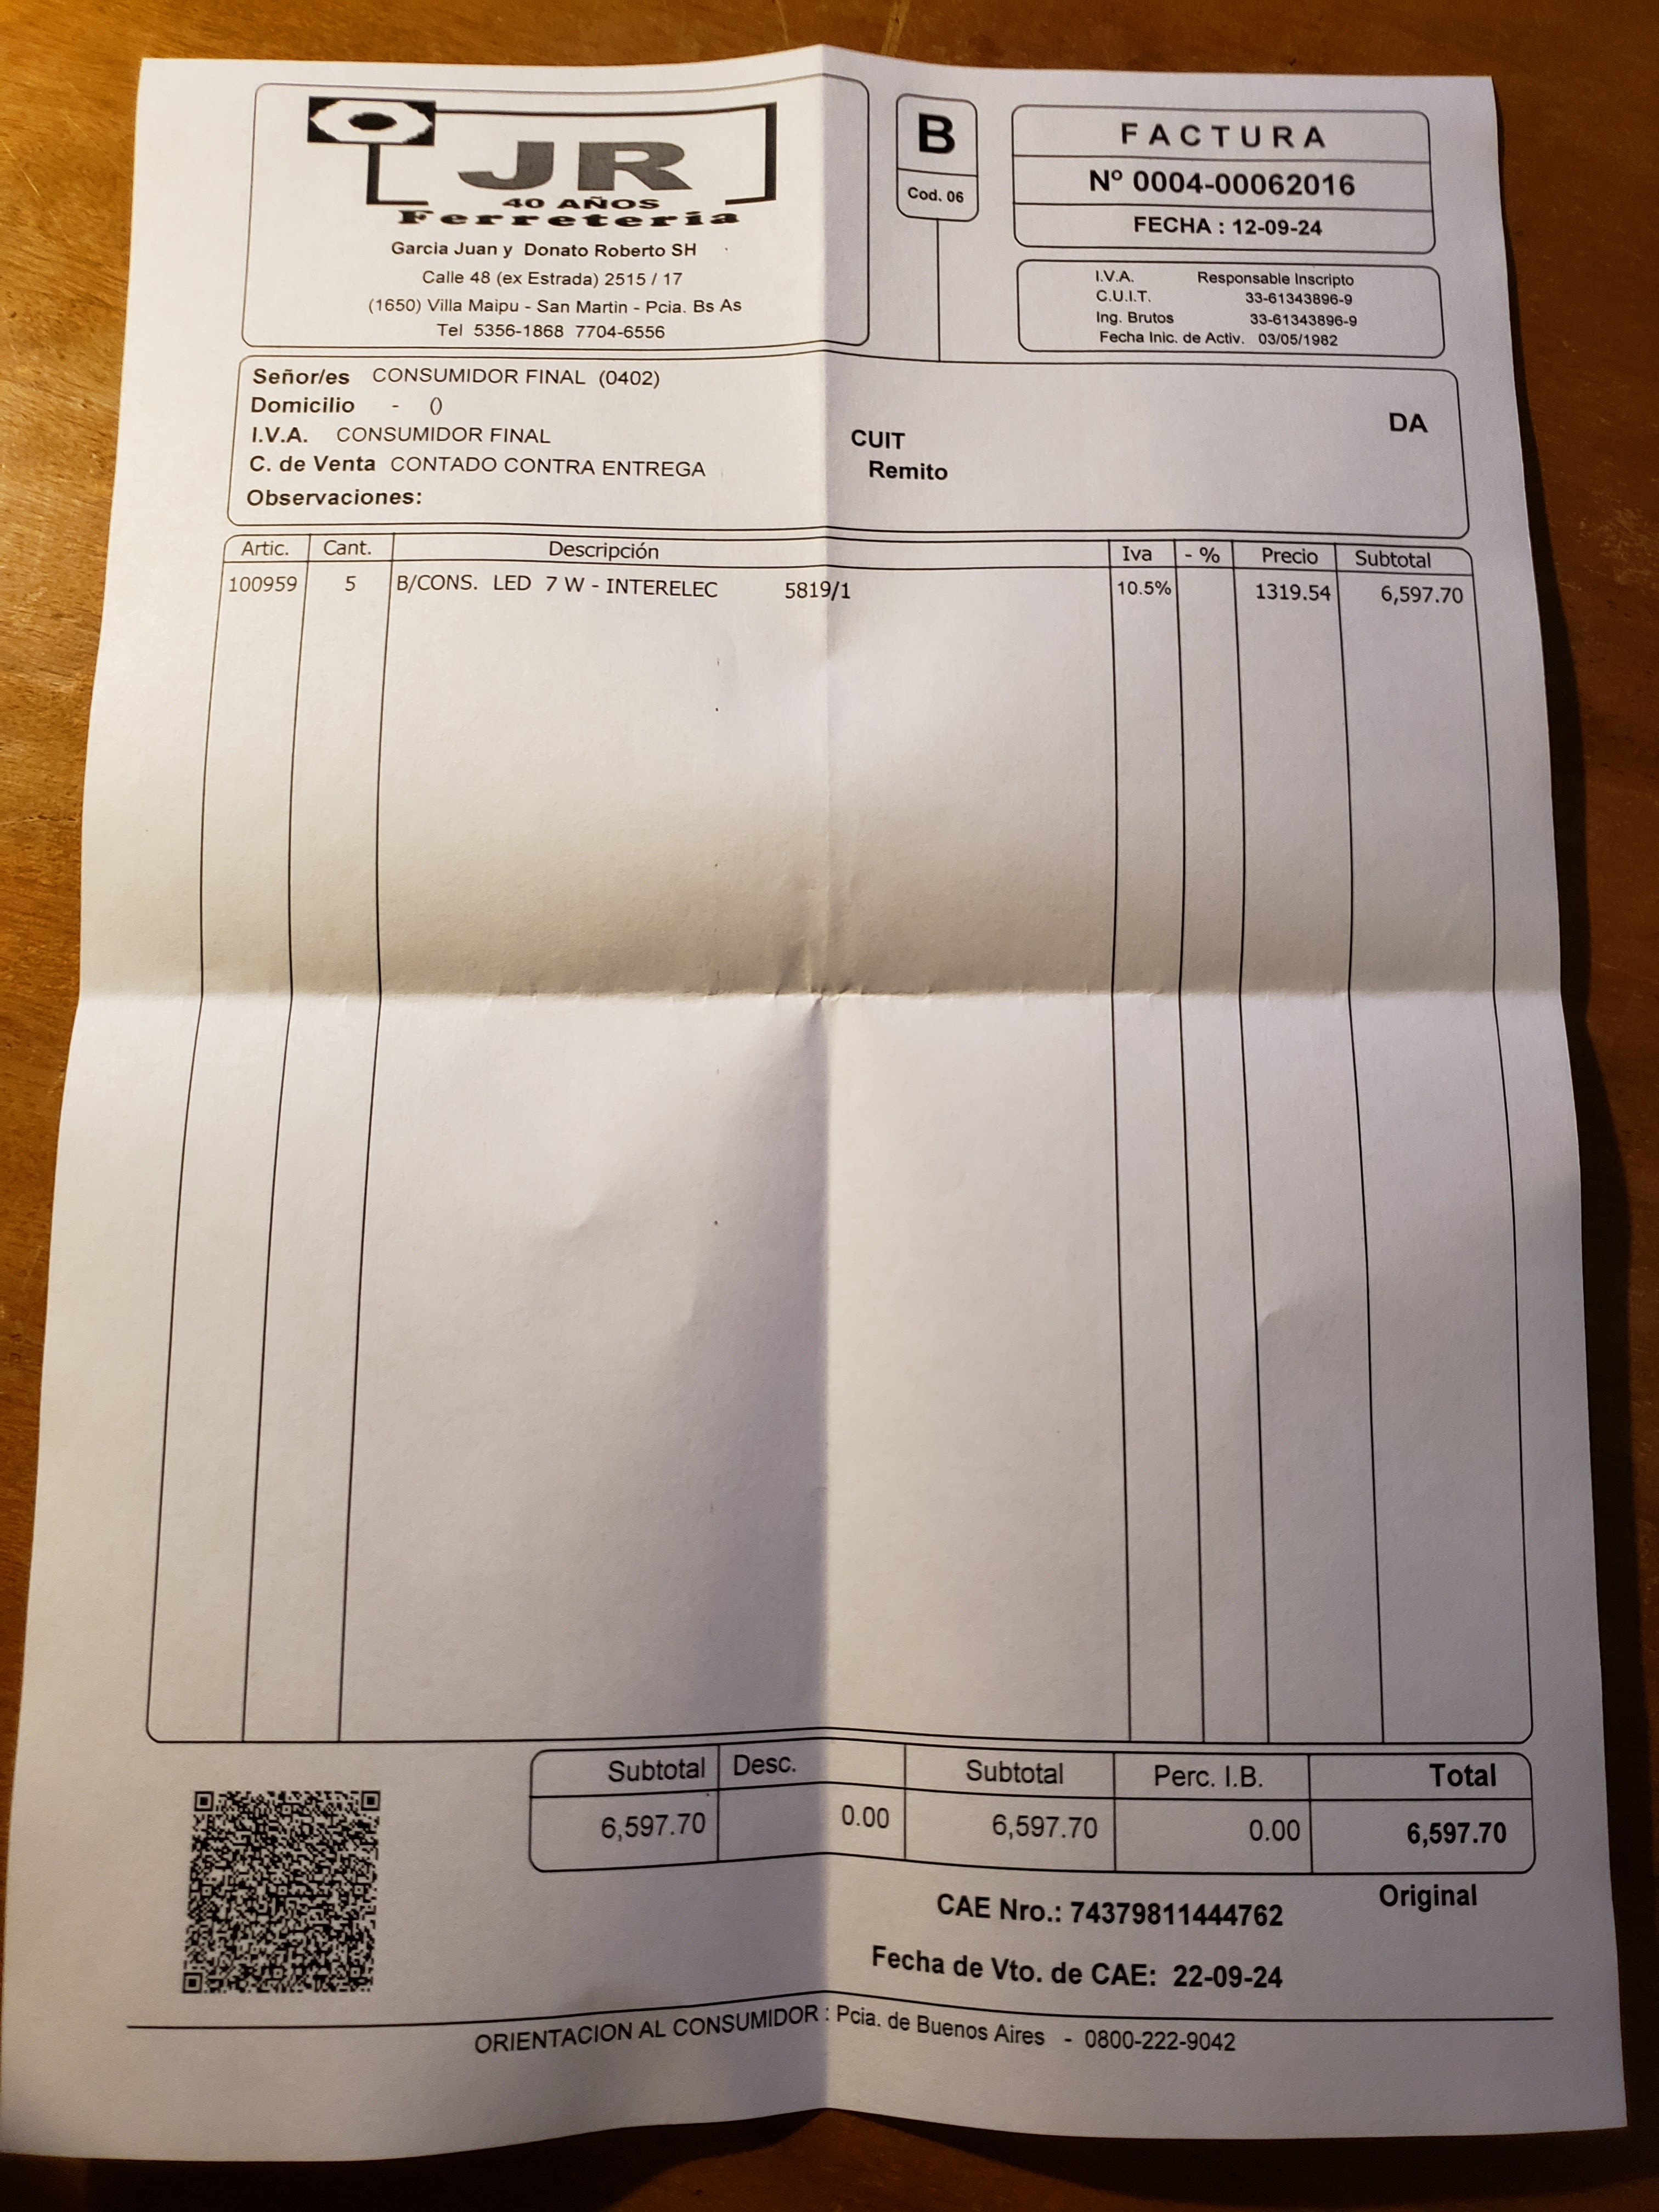 JR
40 AÑOS
Ferreteria
Garcia Juan y Donato Roberto SH
Calle 48 (ex Estrada) 2515 / 17
(1650) Villa Maipu - San Martin - Pcia. Bs As
Tel 5356-1868 7704-6556
B
Cod. 06
FACTURA
Nº 0004-00062016
FECHA : 12-09-24
I.V.A. Responsable Inscripto
C.U.I.T. 33-61343896-9
Ing. Brutos 33-61343896-9
Fecha Inic. de Activ. 03/05/1982
Señor/es CONSUMIDOR FINAL (0402)
Domicilio - ()
I.V.A. CONSUMIDOR FINAL
C. de Venta CONTADO CONTRA ENTREGA
Observaciones:
CUIT
Remito
DA
Artic. Cant. Descripción Iva - % Precio Subtotal
100959 5 B/CONS. LED 7 W - INTERELEC 5819/1 10.5% 1319.54 6,597.70
Subtotal Desc. Subtotal Perc. I.B. Total
6,597.70 0.00 6,597.70 0.00 6,597.70
Original
CAE Nro.: 74379811444762
Fecha de Vto. de CAE: 22-09-24
ORIENTACION AL CONSUMIDOR : Pcia. de Buenos Aires - 0800-222-9042